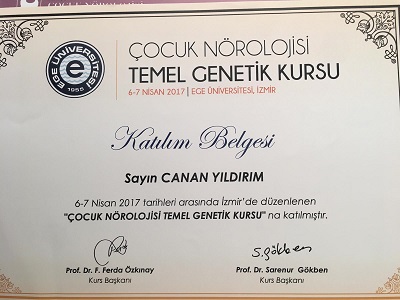 EGE ÜNİVERSİTESİ
e
1955
ÇOCUK NÖROLOJİSİ
TEMEL GENETİK KURSU
6-7 NİSAN 2017 | EGE ÜNİVERSİTESİ, İZMİR
Katılım Belgesi
Sayın CANAN YILDIRIM
6-7 Nisan 2017 tarihleri arasında İzmir'de düzenlenen
"ÇOCUK NÖROLOJİSİ TEMEL GENETİK KURSU" na katılmıştır.
S.Gökben
Prof. Dr. F. Ferda Özkınay
Kurs Başkanı
Prof. Dr. Sarenur Gökben
Kurs Başkanı